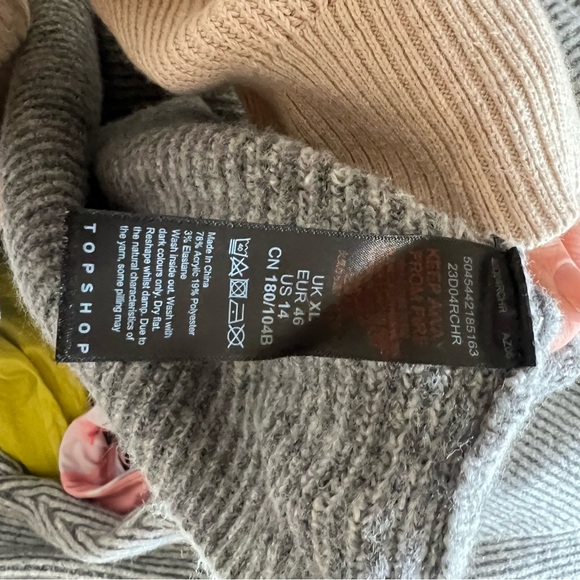 TOPSHOP
Made In China
78% Acrylic 19% Polyester
3% Elastane
Wash inside out. Wash with
dark colours only. Dry flat.
Reshape whilst damp. Due to
the natural characteristics of
the yarn, some pilling may
40
UK XL
EUR 46
US 14
CN 180/104B
KEEP AWAY
FROM
5045443185163
23D04RCHR